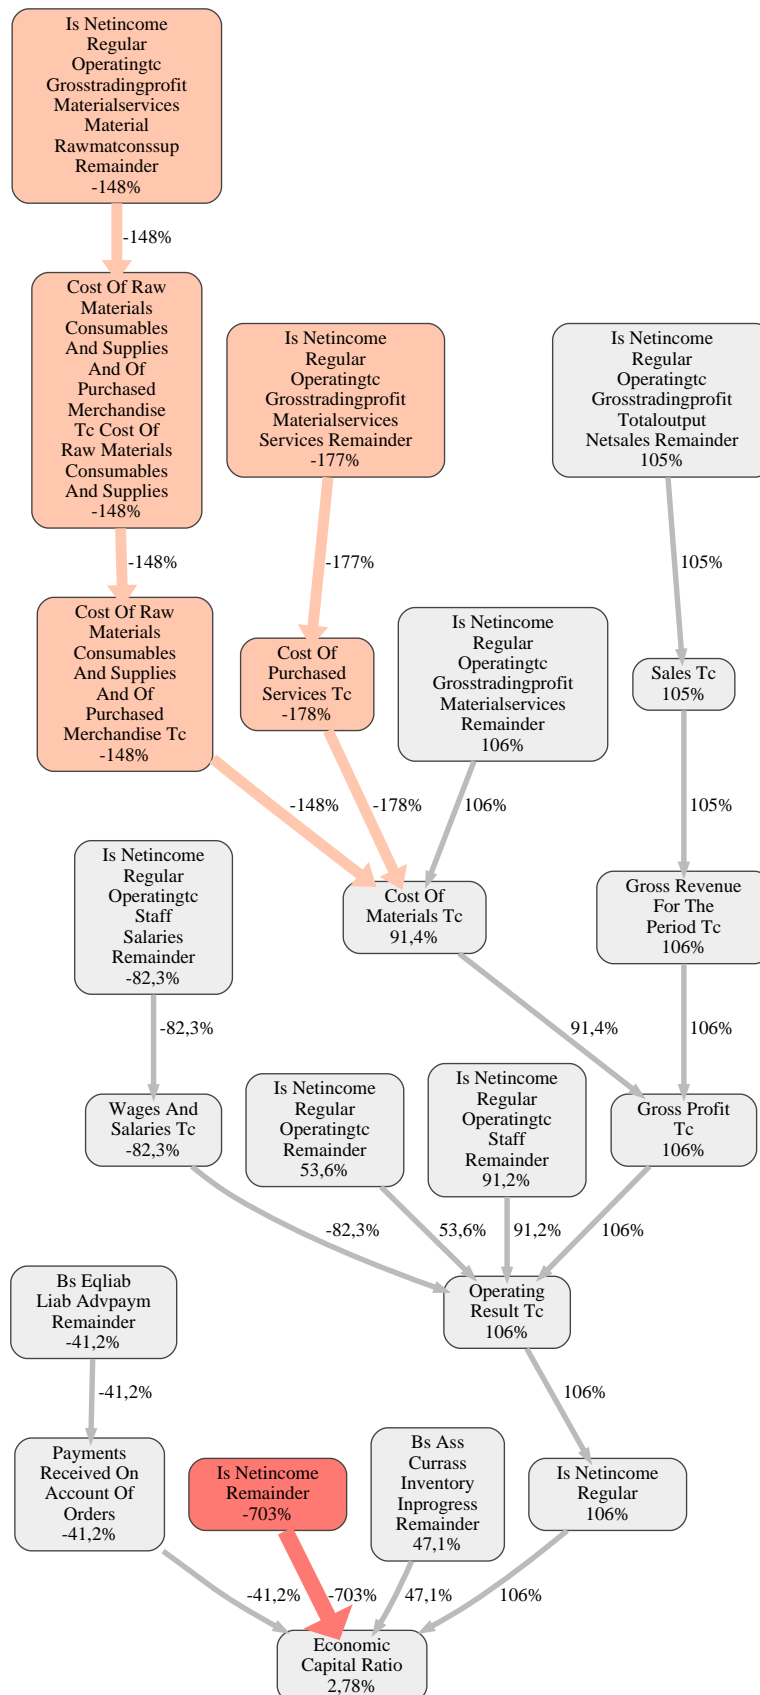 Is Netincome
Regular
Operatingtc
Grosstradingprofit
Materialservices
Material
Rawmatconssup
Remainder
-148%
-148%
Cost Of Raw
Materials
Consumables
And Supplies
And Of
Purchased
Merchandise
Tc Cost Of
Raw Materials
Consumables
And Supplies
-148%
Is Netincome
Regular
Operatingtc
Grosstradingprofit
Materialservices
Services Remainder
-177%
Is Netincome
Regular
Operatingtc
Grosstradingprofit
Totaloutput
Netsales Remainder
105%
-148%
-177%
105%
Cost Of Raw
Materials
Consumables
And Supplies
And Of
Purchased
Merchandise Tc
-148%
Cost Of
Purchased
Services Tc
-178%
Is Netincome
Regular
Operatingtc
Grosstradingprofit
Materialservices
Remainder
106%
Sales Tc
105%
-148%
-178%
106%
105%
Is Netincome
Regular
Operatingtc
Staff
Salaries
Remainder
-82,3%
Cost Of
Materials Tc
91,4%
Gross Revenue
For The
Period Tc
106%
-82,3%
91,4%
106%
Wages And
Salaries Tc
-82,3%
Is Netincome
Regular
Operatingtc
Remainder
53,6%
Is Netincome
Regular
Operatingtc
Staff
Remainder
91,2%
Gross Profit
Tc
106%
-82,3%
53,6%
91,2%
106%
Bs Eqliab
Liab Advpaym
Remainder
-41,2%
Operating
Result Tc
106%
-41,2%
106%
Payments
Received On
Account Of
Orders
-41,2%
Is Netincome
Remainder
-703%
Bs Ass
Currass
Inventory
Inprogress
Remainder
47,1%
Is Netincome
Regular
106%
-41,2%
-703%
47,1%
106%
Economic
Capital Ratio
2,78%